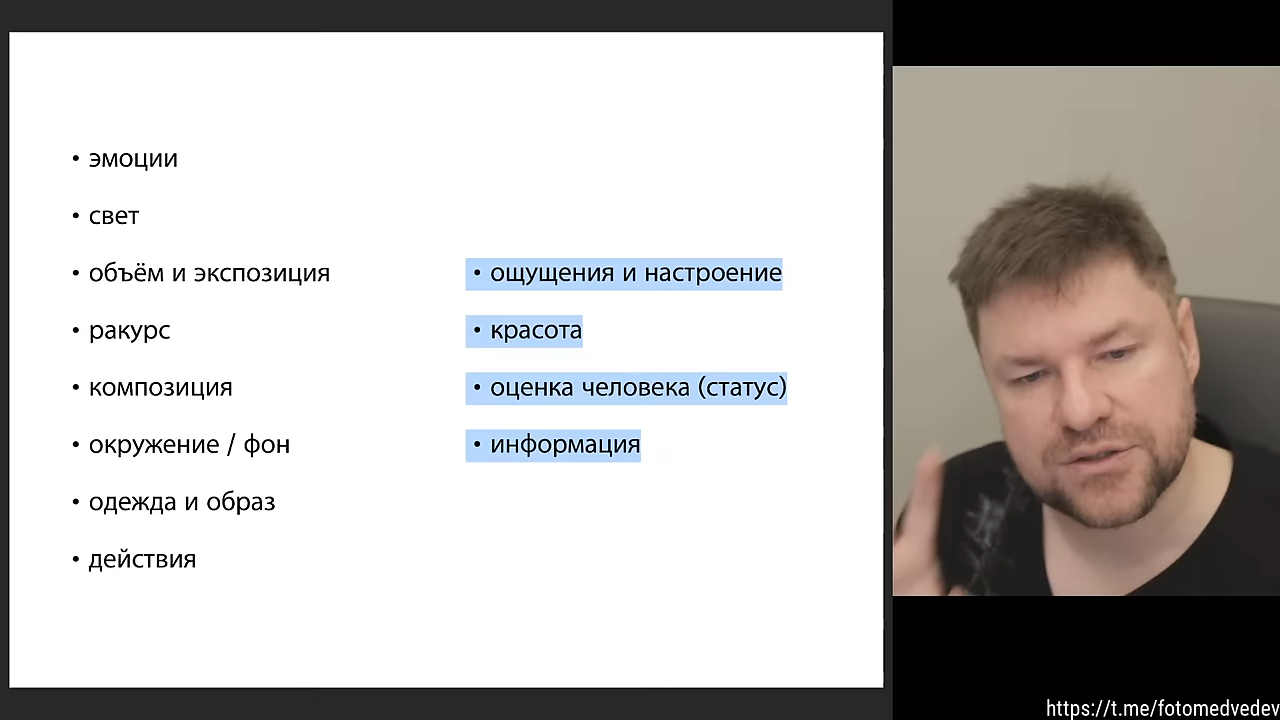 • эмоции
• свет
• объём и экспозиция
• ракурс
• композиция
• окружение / фон
• одежда и образ
• действия
• ощущения и настроение
• красота
• оценка человека (статус)
• информация
https://t.me/fotomedvedev